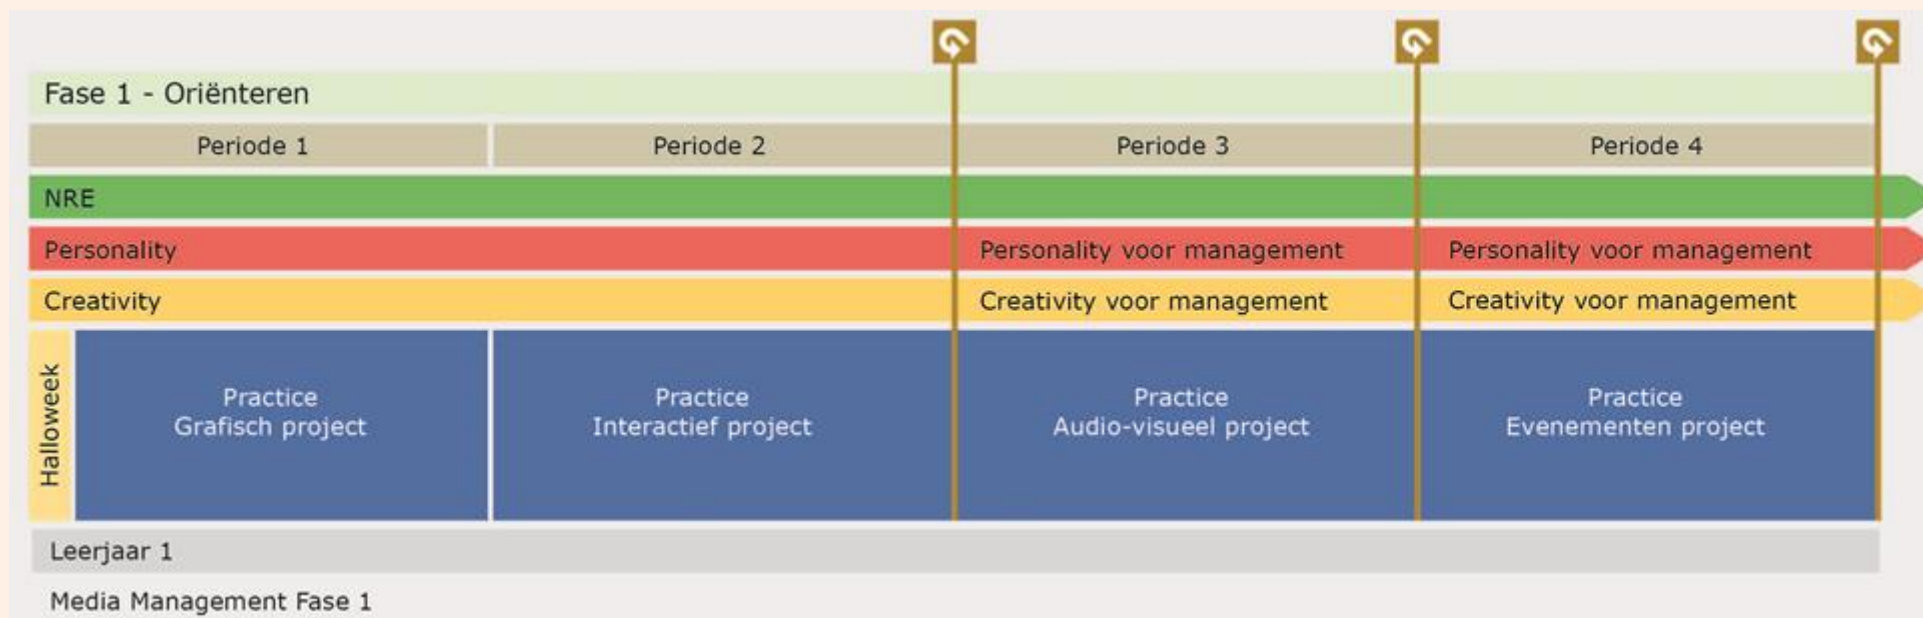 Fase 1 - Oriënteren
Periode 1
Periode 2
Periode 3
Periode 4
NRE
Personality
Personality voor management
Personality voor management
Creativity
Creativity voor management
Creativity voor management
Halloweek
Practice
Grafisch project
Practice
Interactief project
Practice
Audio-visueel project
Practice
Evenementen project
Leerjaar 1
Media Management Fase 1